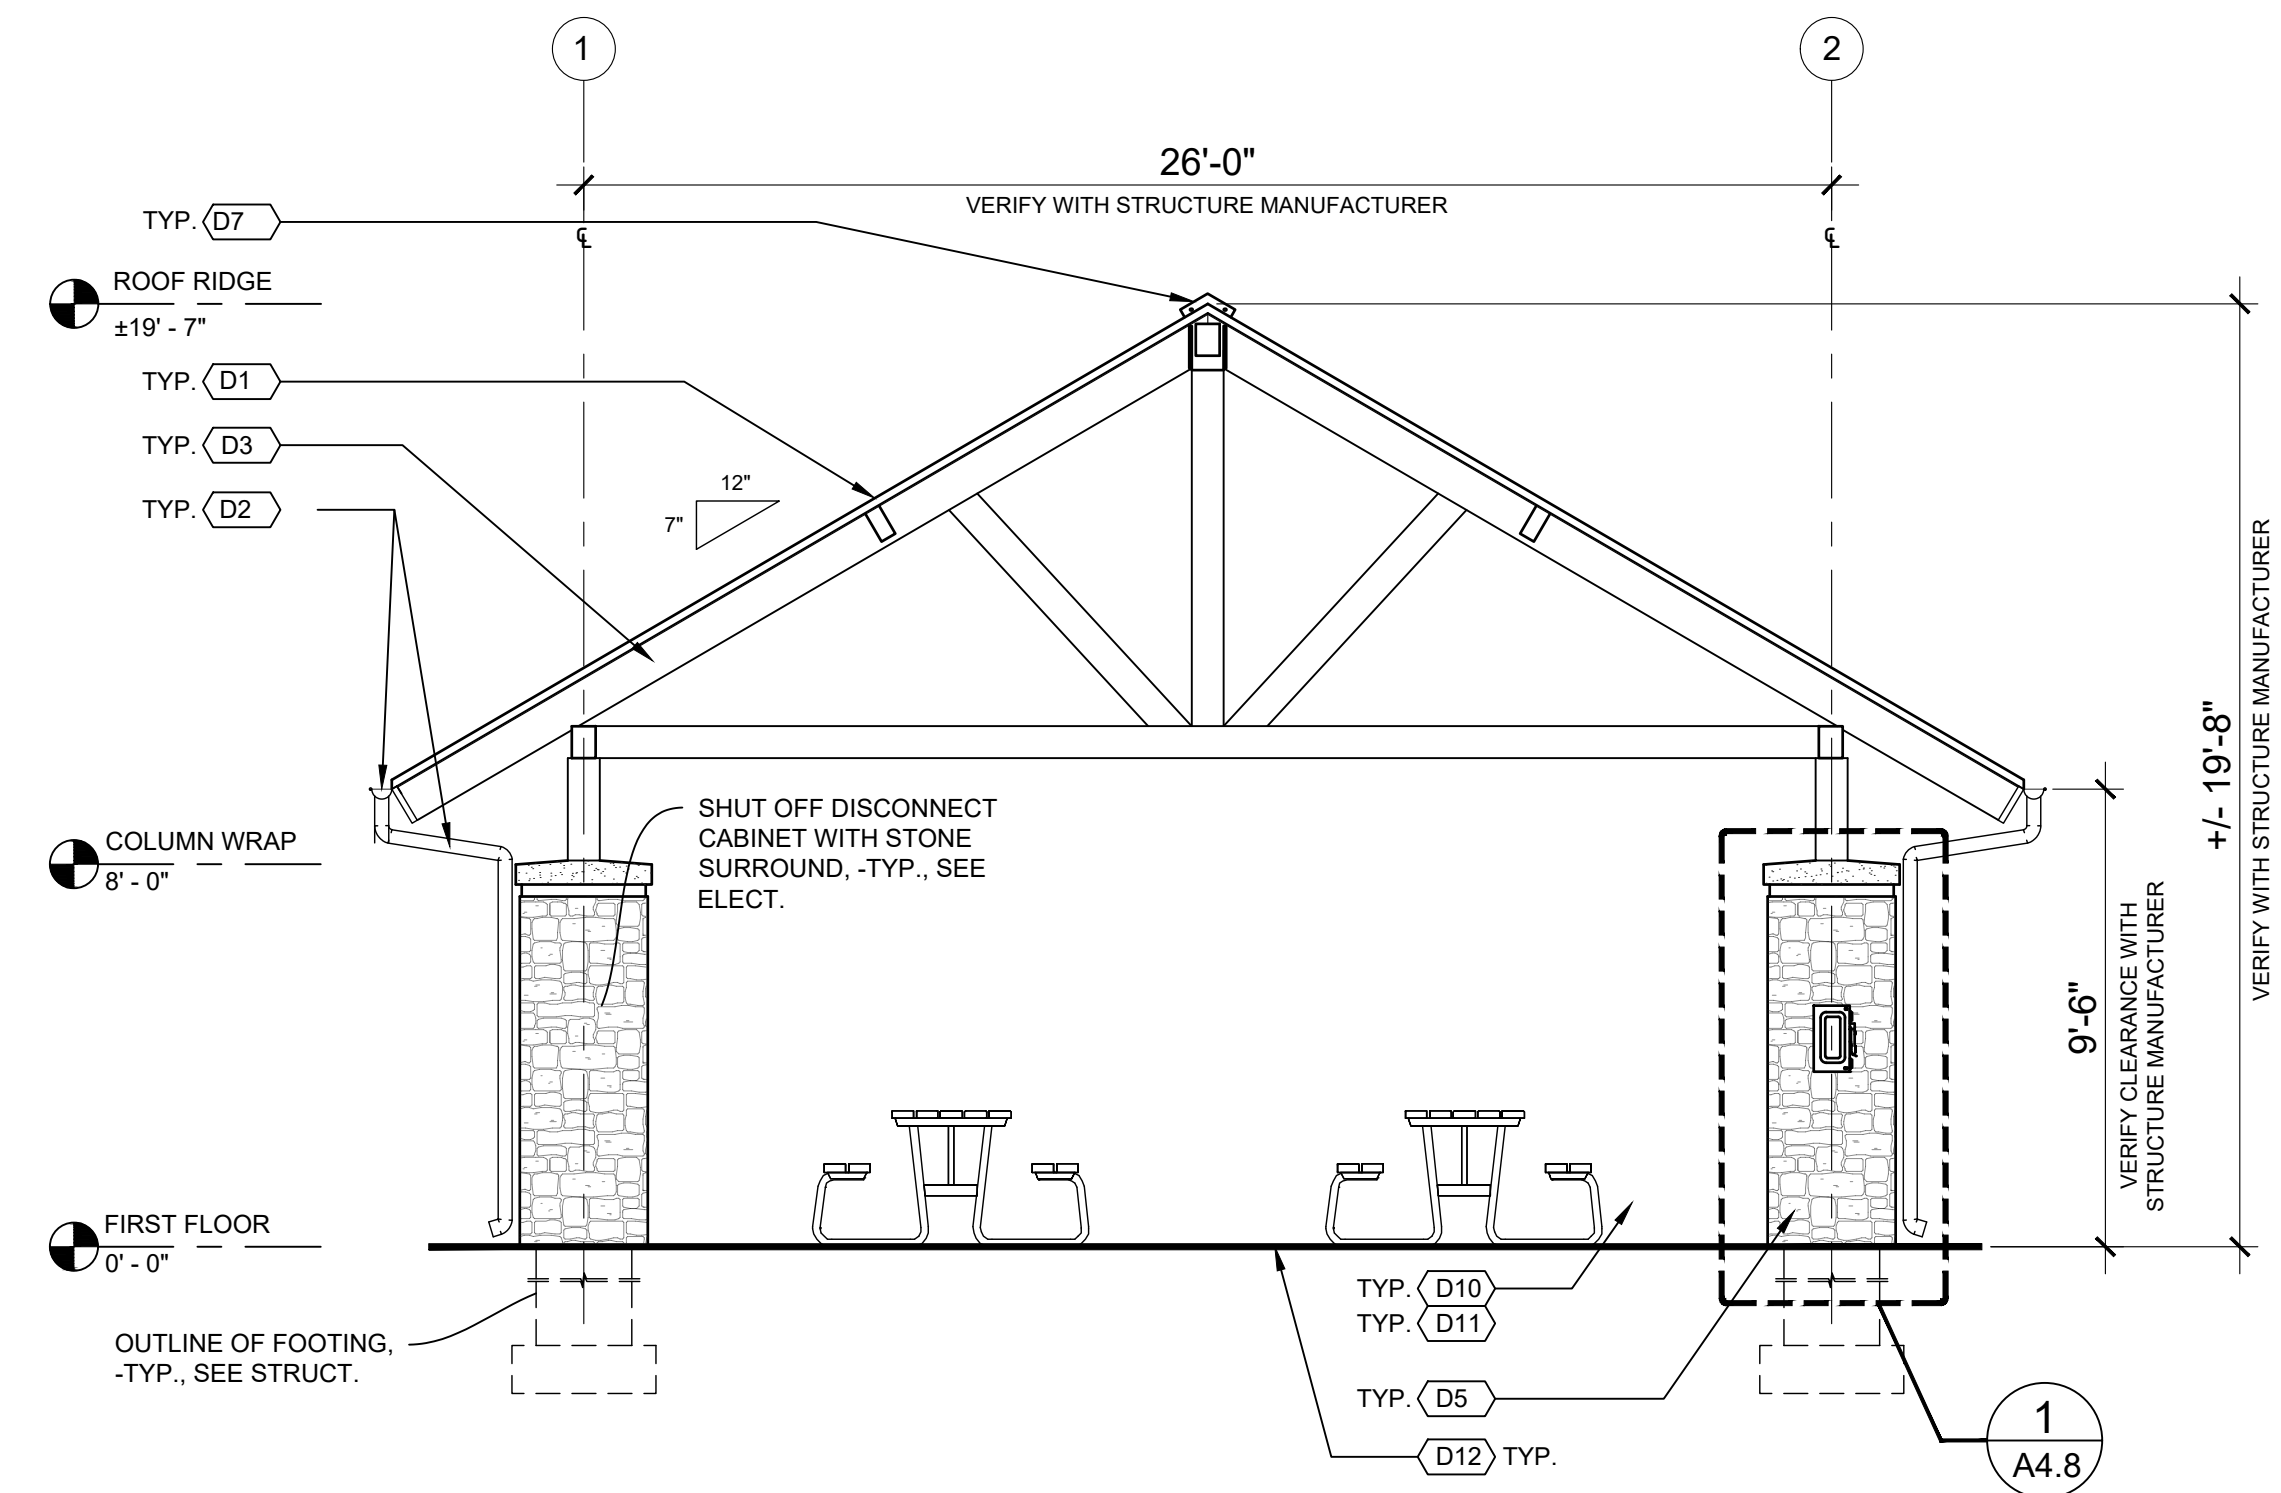 1
2
26'-0"
VERIFY WITH STRUCTURE MANUFACTURER
TYP. D7
℄
℄
ROOF RIDGE
±19' - 7"
TYP. D1
TYP. D3
TYP. D2
12"
7"
SHUT OFF DISCONNECT
CABINET WITH STONE
SURROUND, -TYP., SEE
ELECT.
COLUMN WRAP
8' - 0"
FIRST FLOOR
0' - 0"
OUTLINE OF FOOTING,
-TYP., SEE STRUCT.
TYP. D10
TYP. D11
TYP. D5
D12 TYP.
9'-6"
VERIFY CLEARANCE WITH
STRUCTURE MANUFACTURER
+/- 19'-8"
VERIFY WITH STRUCTURE MANUFACTURER
1
A4.8